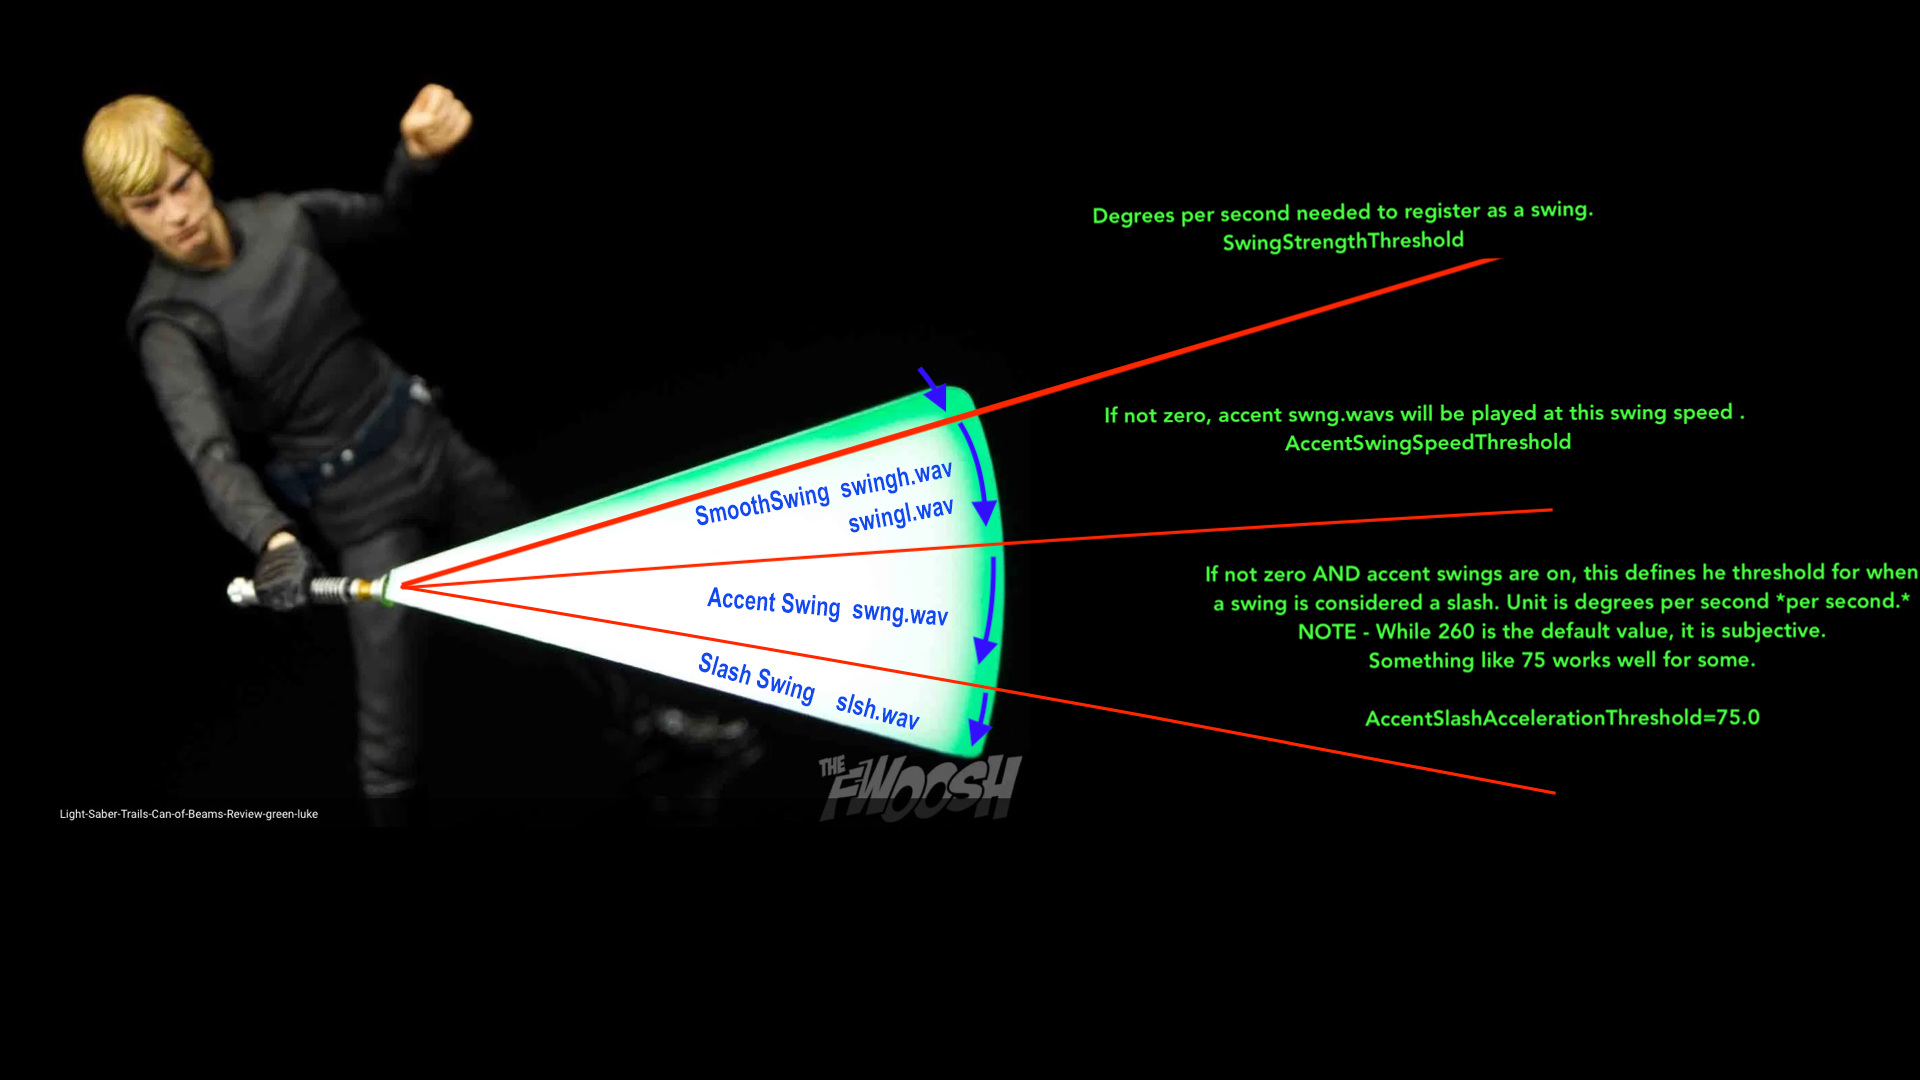 Degrees per second needed to register as a swing.
SwingStrengthThreshold
If not zero, accent swng.wavs will be played at this swing speed .
AccentSwingSpeedThreshold
SmoothSwing swingh.wav
swingl.wav
Accent Swing swng.wav
Slash Swing slsh.wav
If not zero AND accent swings are on, this defines he threshold for when
a swing is considered a slash. Unit is degrees per second *per second.*
NOTE - While 260 is the default value, it is subjective.
Something like 75 works well for some.
AccentSlashAccelerationThreshold=75.0
THE
FWOOSH
Light-Saber-Trails-Can-of-Beams-Review-green-luke